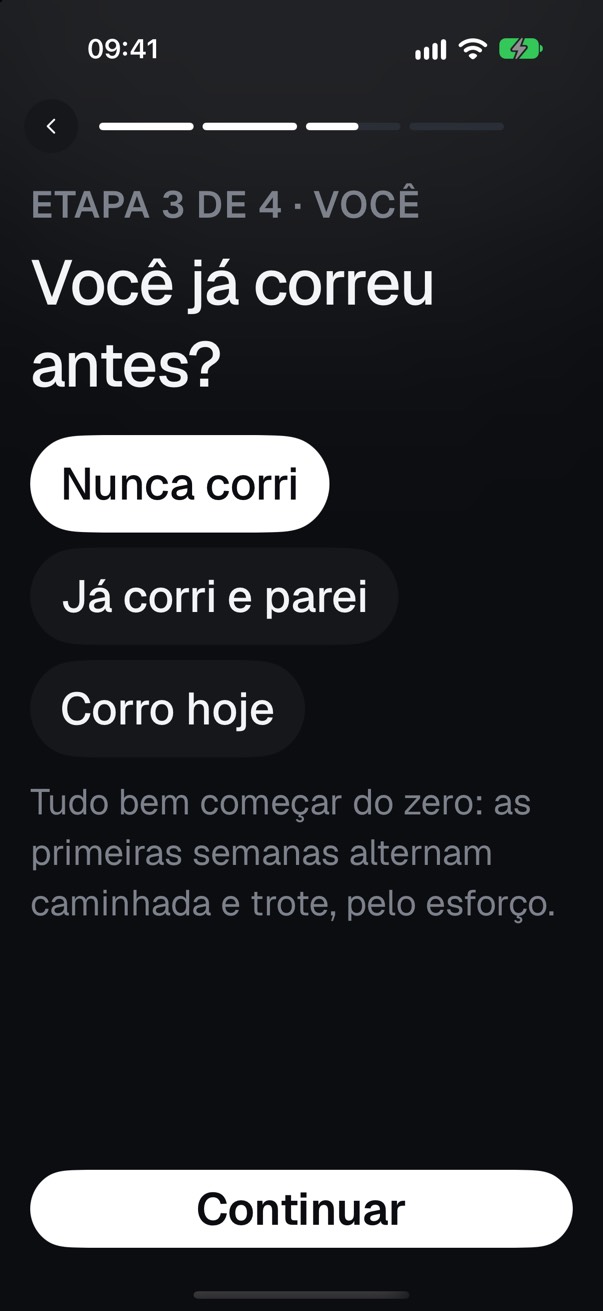 09:41
ETAPA 3 DE 4 · VOCÊ
Você já correu
antes?
Nunca corri
Já corri e parei
Corro hoje
Tudo bem começar do zero: as
primeiras semanas alternam
caminhada e trote, pelo esforço.
Continuar